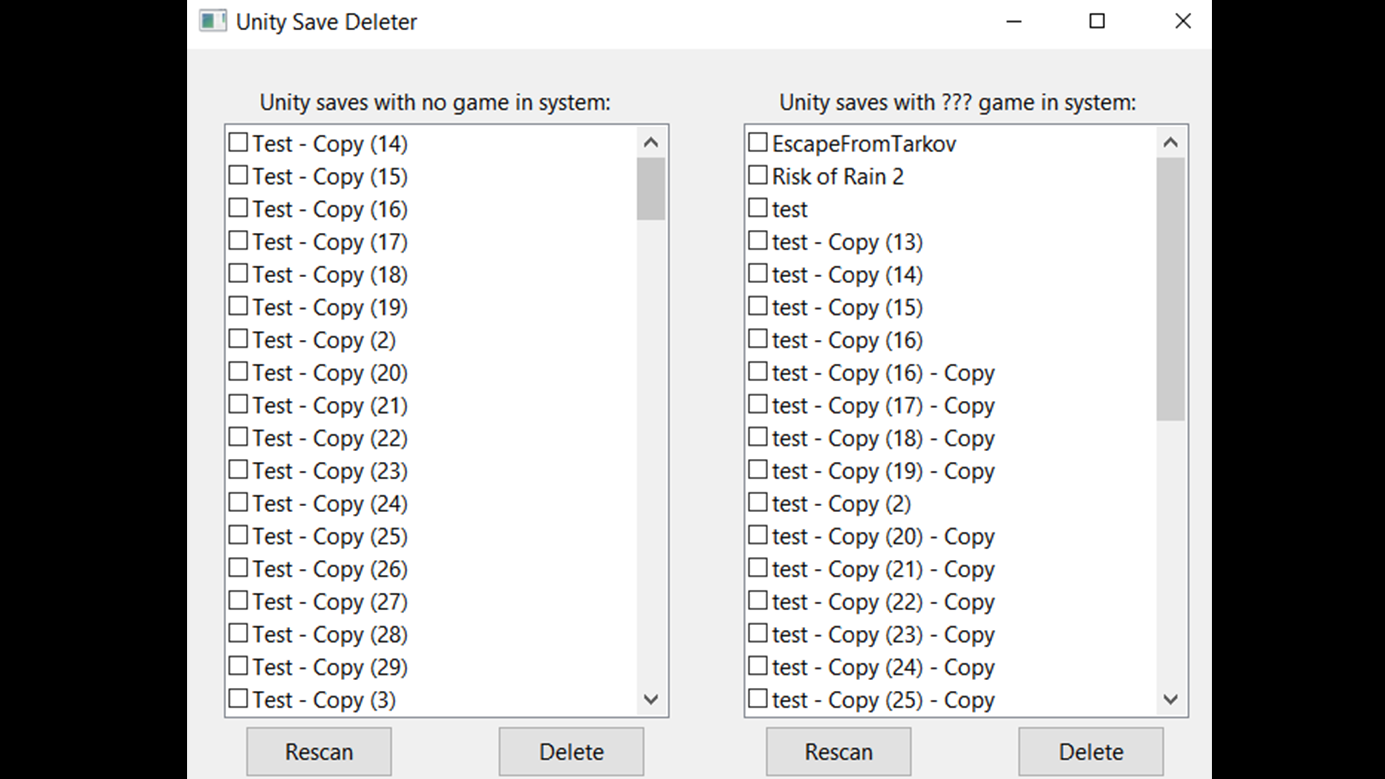 Unity Save Deleter
Unity saves with no game in system:
Test - Copy (14)
Test - Copy (15)
Test - Copy (16)
Test - Copy (17)
Test - Copy (18)
Test - Copy (19)
Test - Copy (2)
Test - Copy (20)
Test - Copy (21)
Test - Copy (22)
Test - Copy (23)
Test - Copy (24)
Test - Copy (25)
Test - Copy (26)
Test - Copy (27)
Test - Copy (28)
Test - Copy (29)
Test - Copy (3)
Rescan
Delete
Unity saves with ??? game in system:
EscapeFromTarkov
Risk of Rain 2
test
test - Copy (13)
test - Copy (14)
test - Copy (15)
test - Copy (16)
test - Copy (16) - Copy
test - Copy (17) - Copy
test - Copy (18) - Copy
test - Copy (19) - Copy
test - Copy (2)
test - Copy (20) - Copy
test - Copy (21) - Copy
test - Copy (22) - Copy
test - Copy (23) - Copy
test - Copy (24) - Copy
test - Copy (25) - Copy
Rescan
Delete